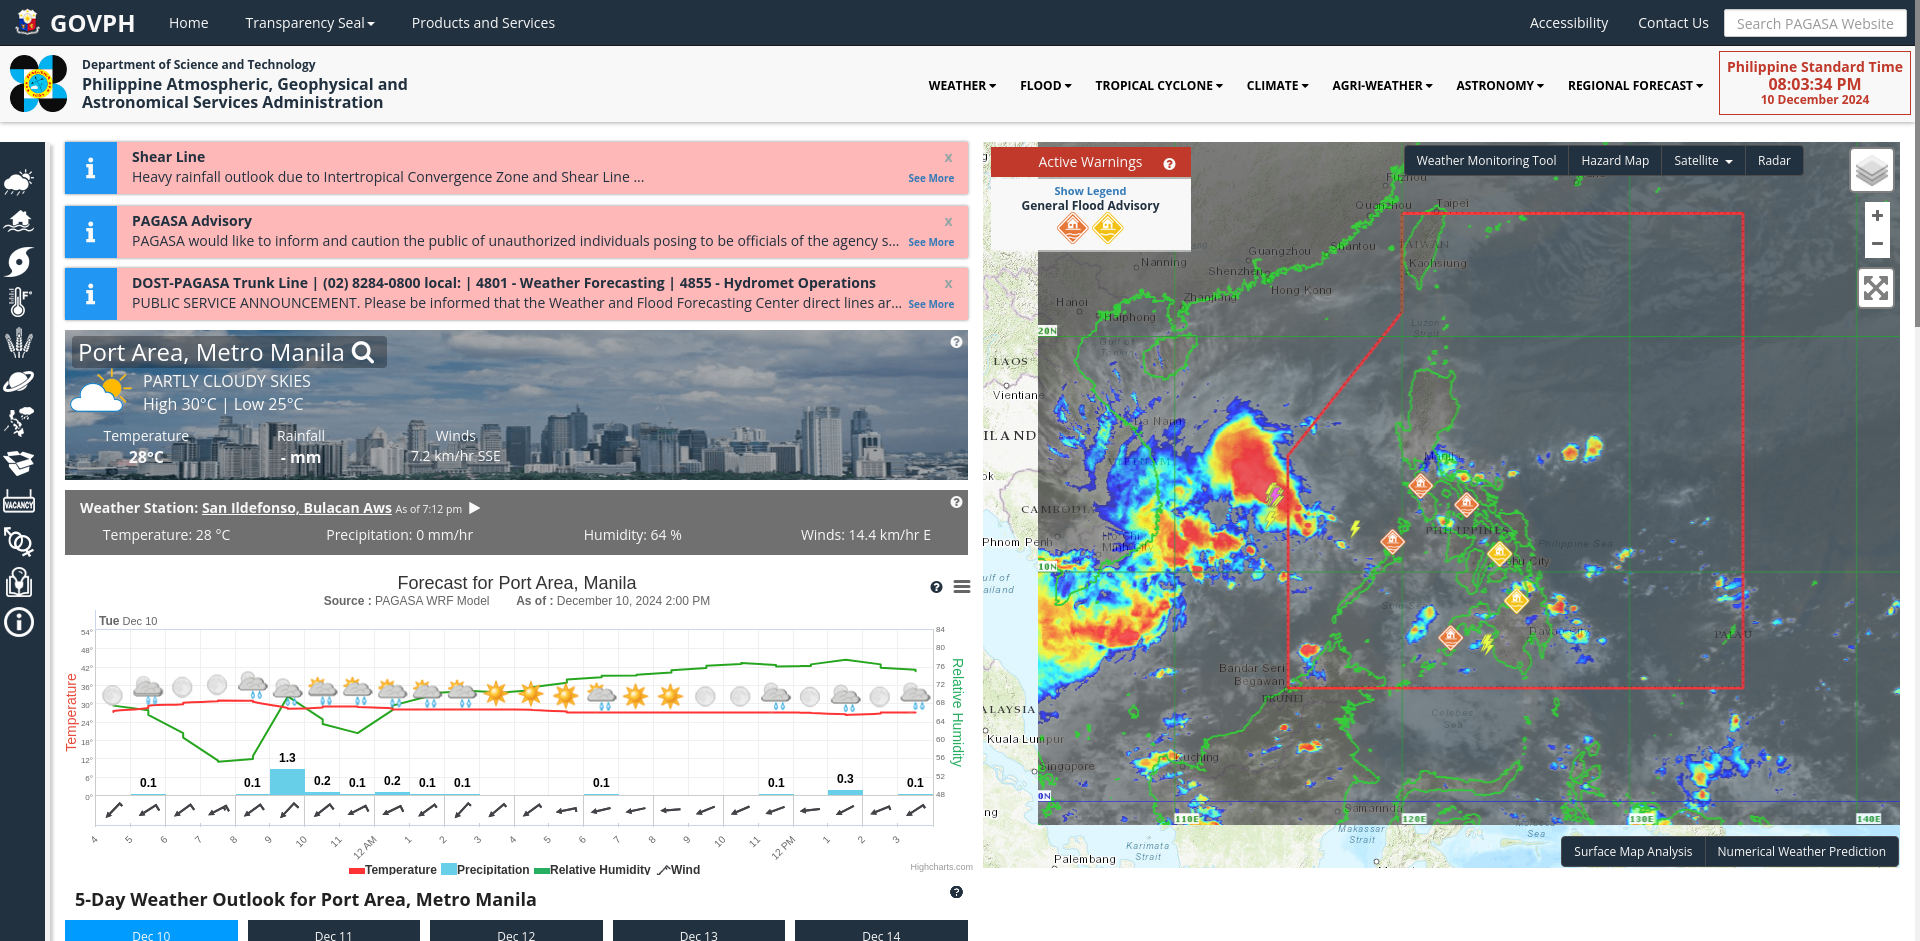 GOVPH
Home
Transparency Seal
Products and Services
Accessibility
Contact Us
Search PAGASA Website
Department of Science and Technology
Philippine Atmospheric, Geophysical and
Astronomical Services Administration
WEATHER
FLOOD
TROPICAL CYCLONE
CLIMATE
AGRI-WEATHER
ASTRONOMY
REGIONAL FORECAST
Philippine Standard Time
08:03:34 PM
10 December 2024
Shear Line
x
Heavy rainfall outlook due to Intertropical Convergence Zone and Shear Line ...
See More
PAGASA Advisory
x
PAGASA would like to inform and caution the public of unauthorized individuals posing to be officials of the agency s...
See More
DOST-PAGASA Trunk Line | (02) 8284-0800 local: | 4801 - Weather Forecasting | 4855 - Hydromet Operations
x
PUBLIC SERVICE ANNOUNCEMENT. Please be informed that the Weather and Flood Forecasting Center direct lines ar...
See More
Port Area, Metro Manila
PARTLY CLOUDY SKIES
High 30°C | Low 25°C
Temperature
28°C
Rainfall
- mm
Winds
7.2 km/hr SSE
Weather Station: San Ildefonso, Bulacan Aws As of 7:12 pm
Temperature: 28 °C
Precipitation: 0 mm/hr
Humidity: 64 %
Winds: 14.4 km/hr E
Forecast for Port Area, Manila
Source : PAGASA WRF Model As of : December 10, 2024 2:00 PM
Tue Dec 10
54°
48°
42°
36°
30°
24°
18°
12°
6°
0°
Temperature
84
80
76
72
68
64
60
56
52
48
Relative Humidity
0.1
0.1
1.3
0.2
0.1
0.2
0.1
0.1
0.1
0.1
0.3
0.1
4
5
6
7
8
9
10
11
12 AM
1
2
3
4
5
6
7
8
9
10
11
12 PM
1
2
3
Temperature
Precipitation
Relative Humidity
Wind
Highcharts.com
5-Day Weather Outlook for Port Area, Metro Manila
Dec 10
Dec 11
Dec 12
Dec 13
Dec 14
VACANCY
Active Warnings
Show Legend
General Flood Advisory
Weather Monitoring Tool
Hazard Map
Satellite
Radar
+
−
Fuzhou
Quanzhou
Taipei
TAIWAN
Kaohsiung
Shantou
Guangzhou
Shenzhen
Hong Kong
Nanning
Zhanjiang
Hanoi
Haiphong
20N
Luzon
Strait
LAOS
Vientian
ILAND
Da Nang
ok
CAMBODIA
Phnom Penh
Ho Chi
Minh City
10N
Manila
PHILIPPINES
Philippine Sea
Davao City
PALAU
Bandar Seri
Begawan
BRUNEI
Celebes
Sea
ALAYSIA
Kuala Lumpur
Singapore
Kuching
0N
110E
120E
130E
140E
Samarinda
Makassar
Strait
Karimata
Strait
Palembang
Surface Map Analysis
Numerical Weather Prediction